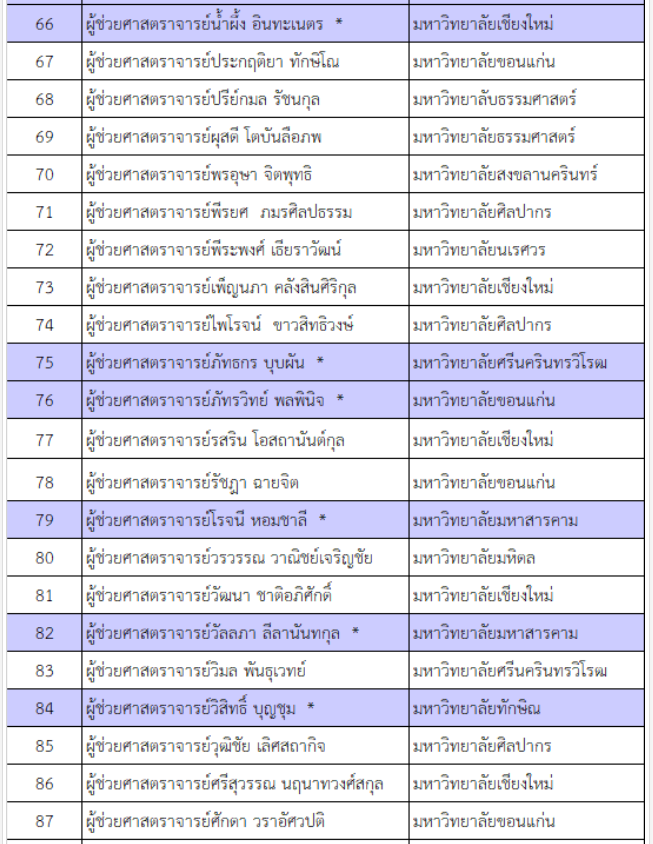 66 ผู้ช่วยศาสตราจารย์น้ำผึ้ง อินทะเนตร * มหาวิทยาลัยเชียงใหม่
67 ผู้ช่วยศาสตราจารย์ประกฤติยา ทักษิโณ มหาวิทยาลัยขอนแก่น
68 ผู้ช่วยศาสตราจารย์ปรีย์กมล รัชนกุล มหาวิทยาลับธรรมศาสตร์
69 ผู้ช่วยศาสตราจารย์ผุสดี โตบันลือภพ มหาวิทยาลัยธรรมศาสตร์
70 ผู้ช่วยศาสตราจารย์พรอุษา จิตพุทธิ มหาวิทยาลัยสงขลานครินทร์
71 ผู้ช่วยศาสตราจารย์พีรยศ ภมรศิลปธรรม มหาวิทยาลัยศิลปากร
72 ผู้ช่วยศาสตราจารย์พีระพงศ์ เธียราวัฒน์ มหาวิทยาลัยนเรศวร
73 ผู้ช่วยศาสตราจารย์เพ็ญนภา คลังสินศิริกุล มหาวิทยาลัยเชียงใหม่
74 ผู้ช่วยศาสตราจารย์ไพโรจน์ ขาวสิทธิวงษ์ มหาวิทยาลัยศิลปากร
75 ผู้ช่วยศาสตราจารย์ภัทธกร บุบผัน * มหาวิทยาลัยศรีนครินทรวิโรฒ
76 ผู้ช่วยศาสตราจารย์ภัทรวิทย์ พลพินิจ * มหาวิทยาลัยขอนแก่น
77 ผู้ช่วยศาสตราจารย์รสริน โอสถานันต์กุล มหาวิทยาลัยเชียงใหม่
78 ผู้ช่วยศาสตราจารย์รัชฎา ฉายจิต มหาวิทยาลัยขอนแก่น
79 ผู้ช่วยศาสตราจารย์โรจนี หอมชาลี * มหาวิทยาลัยมหาสารคาม
80 ผู้ช่วยศาสตราจารย์วรวรรณ วาณิชย์เจริญชัย มหาวิทยาลัยมหิดล
81 ผู้ช่วยศาสตราจารย์วัฒนา ชาติอภิศักดิ์ มหาวิทยาลัยเชียงใหม่
82 ผู้ช่วยศาสตราจารย์วัลลภา ลีลานันทกุล * มหาวิทยาลัยมหาสารคาม
83 ผู้ช่วยศาสตราจารย์วิมล พันธุเวทย์ มหาวิทยาลัยศรีนครินทรวิโรฒ
84 ผู้ช่วยศาสตราจารย์วิสิทธิ์ บุญชุม * มหาวิทยาลัยทักษิณ
85 ผู้ช่วยศาสตราจารย์วุฒิชัย เลิศสถากิจ มหาวิทยาลัยศิลปากร
86 ผู้ช่วยศาสตราจารย์ศรีสุวรรณ นฤนาทวงศ์สกุล มหาวิทยาลัยเชียงใหม่
87 ผู้ช่วยศาสตราจารย์ศักดา วราอัศวปติ มหาวิทยาลัยขอนแก่น